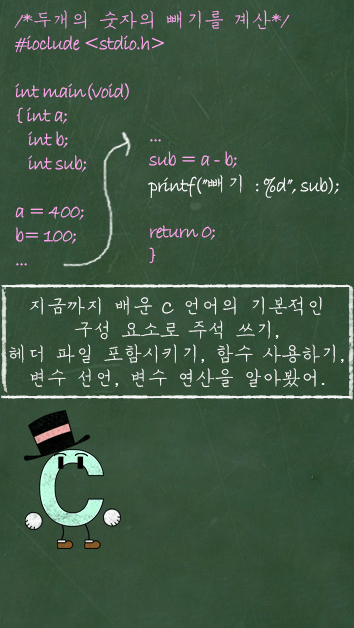 /*두개의 숫자의 빼기를 계산*/
#ioclude <stdio.h>
int main(void)
{ int a;
int b;
int sub;
a = 400;
b= 100;
...
...
sub = a - b;
printf("빼기 : %d", sub);
return 0;
}
지금까지 배운 C 언어의 기본적인
구성 요소로 주석 쓰기,
헤더 파일 포함시키기, 함수 사용하기,
변수 선언, 변수 연산을 알아봤어.
C